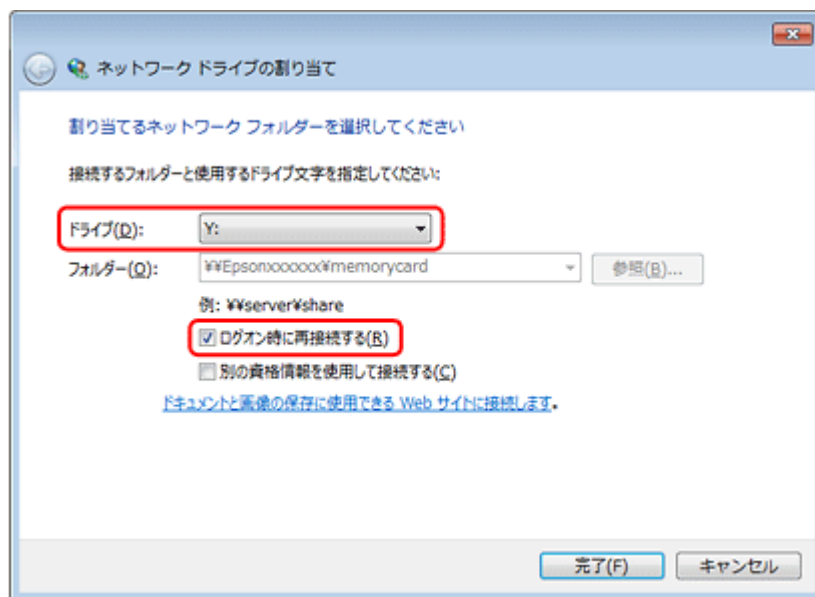 ネットワーク ドライブの割り当て
割り当てるネットワーク フォルダーを選択してください
接続するフォルダーと使用するドライブ文字を指定してください:
ドライブ(D): Y:
フォルダー(O): ¥¥Epsonxxxxxx¥memorycard 参照(B)...
例: ¥¥server¥share
ログオン時に再接続する(R)
別の資格情報を使用して接続する(C)
ドキュメントと画像の保存に使用できる Web サイトに接続します。
完了(F) キャンセル